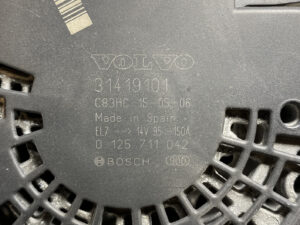 VOLVO
31419101
C83HC 15-05-06
Made in Spain
EL7 --> 14V 95-150A
0 125 711 042
BOSCH